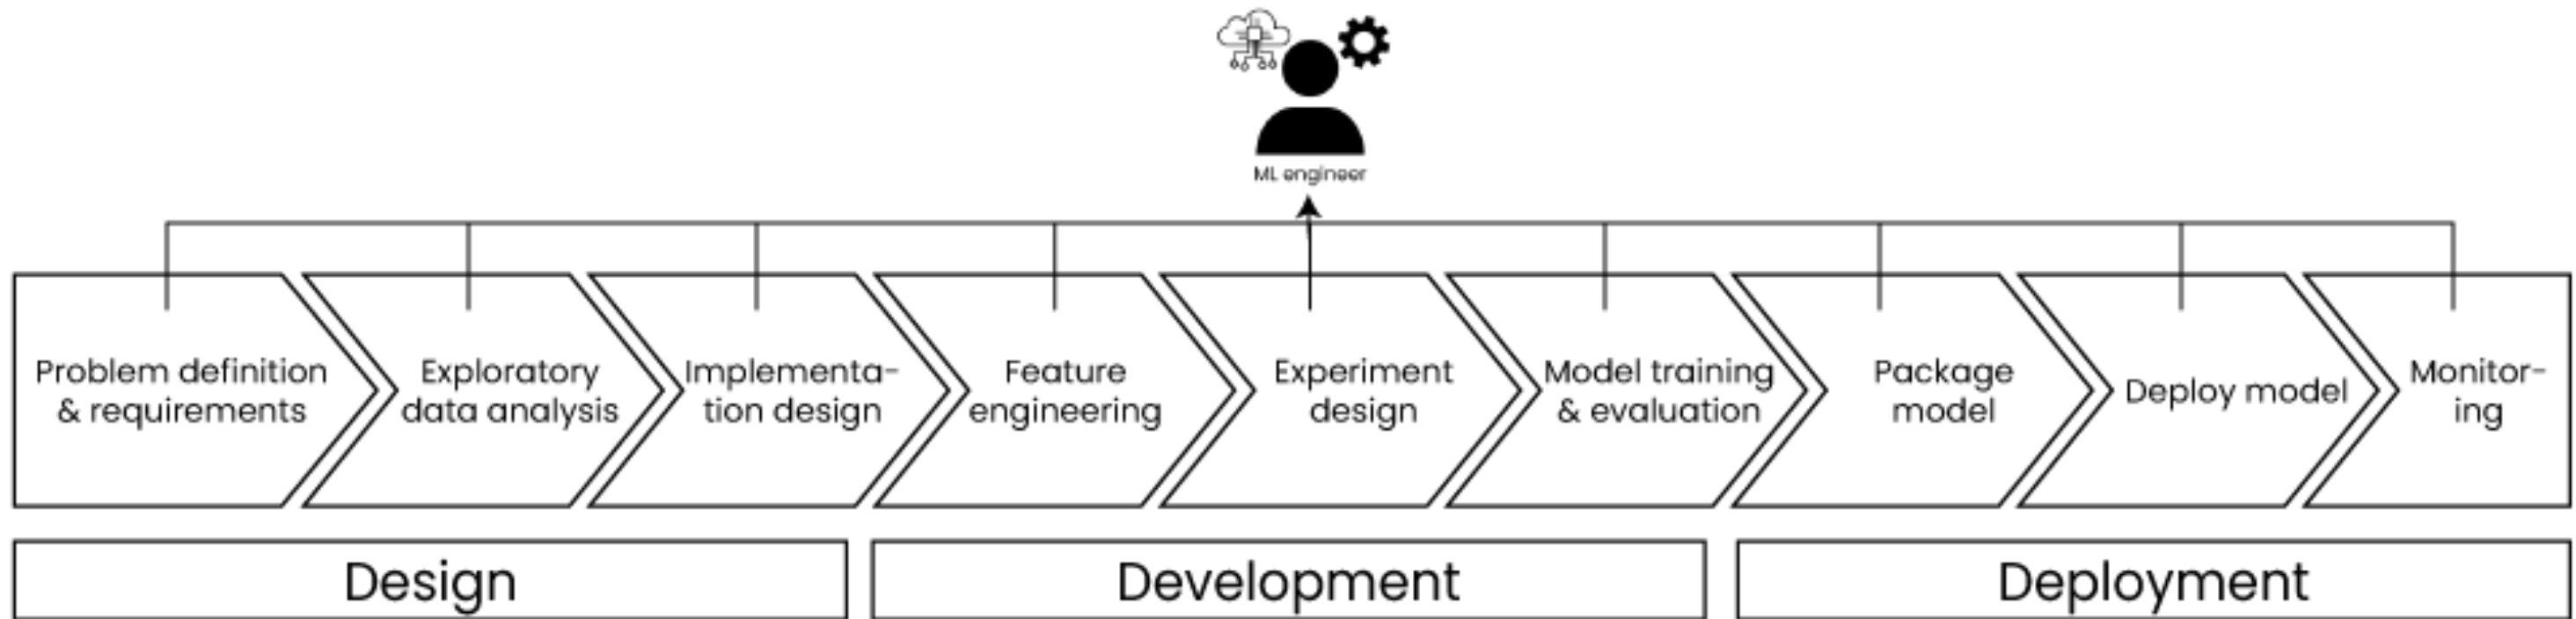 ML engineer
Problem definition
& requirements
Exploratory
data analysis
Implementa-
tion design
Feature
engineering
Experiment
design
Model training
& evaluation
Package
model
Deploy model
Monitor-
ing
Design
Development
Deployment